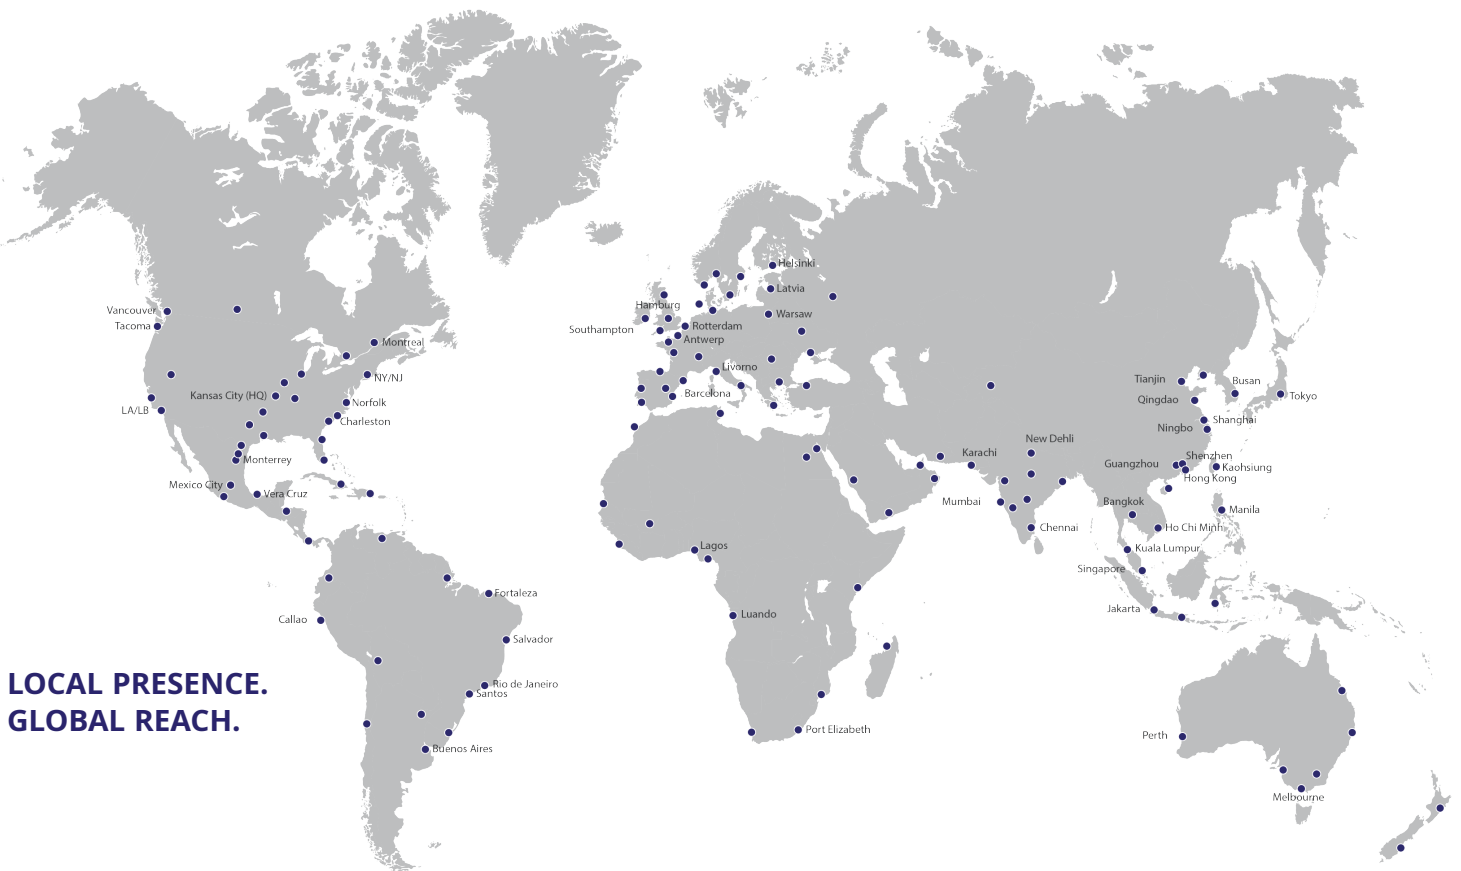 Helsinki
Latvia
Hamburg
Vancouver
Warsaw
Tacoma
Southampton
Rotterdam
Antwerp
Montreal
Livorno
NY/NJ
Tianjin
Busan
Kansas City (HQ)
Barcelona
Tokyo
Qingdao
Norfolk
LA/LB
Charleston
Shanghai
Ningbo
New Dehli
Karachi
Shenzhen
Monterrey
Guangzhou
Kaohsiung
Hong Kong
Mexico City
Vera Cruz
Mumbai
Bangkok
Manila
Chennai
Ho Chi Minh
Lagos
Kuala Lumpur
Singapore
Fortaleza
Jakarta
Luando
Callao
Salvador
LOCAL PRESENCE.
GLOBAL REACH.
Rio de Janeiro
Santos
Port Elizabeth
Perth
Buenos Aires
Melbourne